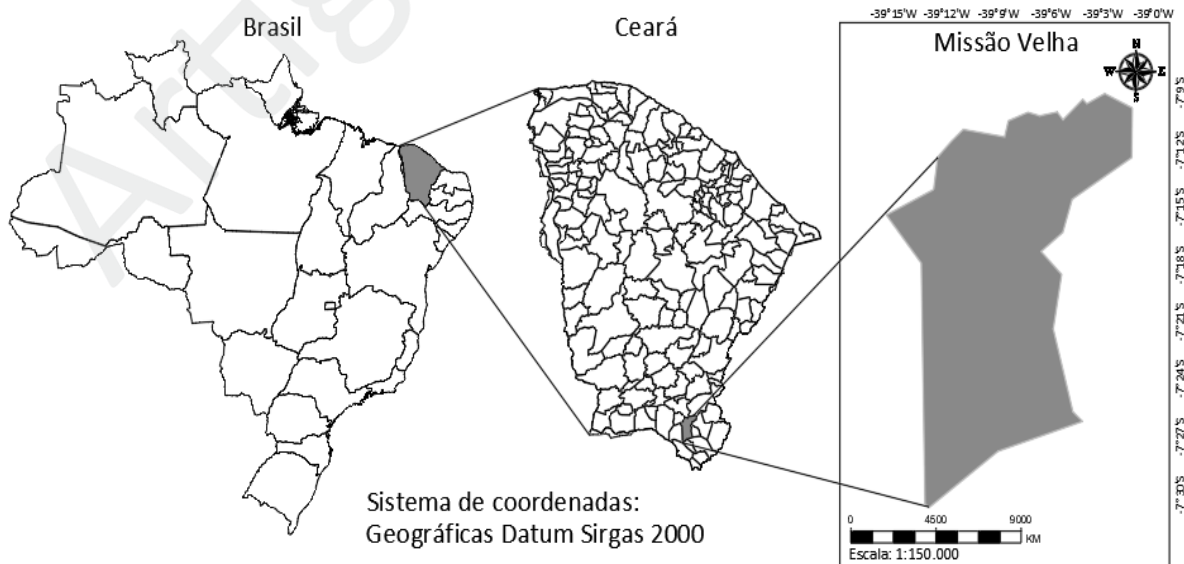 Artig
Brasil
Ceará
Missão Velha
-39°15'W -39°12'W -39°9'W -39°6'W -39°3'W -39°0'W
N
W E
S
-7°9'S
-7°12'S
-7°15'S
-7°18'S
-7°21'S
-7°24'S
-7°27'S
-7°30'S
Sistema de coordenadas:
Geográficas Datum Sirgas 2000
0 4500 9000
KM
Escala: 1:150.000